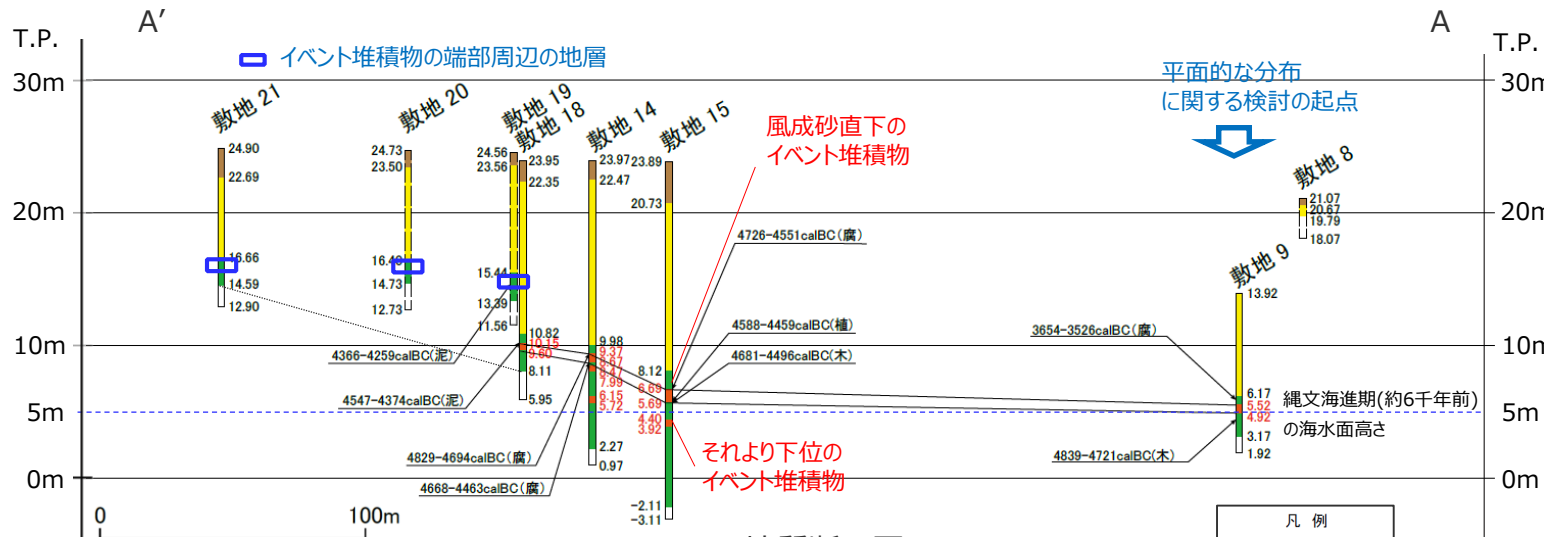 A′
A
T.P.
T.P.
イベント堆積物の端部周辺の地層
平面的な分布
に関する検討の起点
30m
30m
20m
20m
10m
10m
5m
5m
0m
0m
敷地 21
24.90
22.69
16.66
14.59
12.90
敷地 20
24.73
23.50
14.73
12.73
敷地 19
24.56
23.56
15.44
13.39
11.56
敷地 18
23.95
22.35
10.82
10.15
9.60
8.11
5.95
敷地 14
23.97
22.47
9.98
9.37
8.67
8.47
7.99
6.15
5.72
2.27
0.97
敷地 15
23.89
20.73
8.12
6.69
5.69
4.40
3.92
-2.11
-3.11
風成砂直下の
イベント堆積物
それより下位の
イベント堆積物
敷地 8
21.07
20.67
19.79
18.07
敷地 9
13.92
6.17
5.52
4.92
3.17
1.92
4726-4551calBC(腐)
4588-4459calBC(植)
4681-4496calBC(木)
3654-3526calBC(腐)
4366-4259calBC(泥)
4547-4374calBC(泥)
4829-4694calBC(腐)
4668-4463calBC(腐)
4839-4721calBC(木)
縄文海進期(約6千年前)
の海水面高さ
0
100m
凡 例